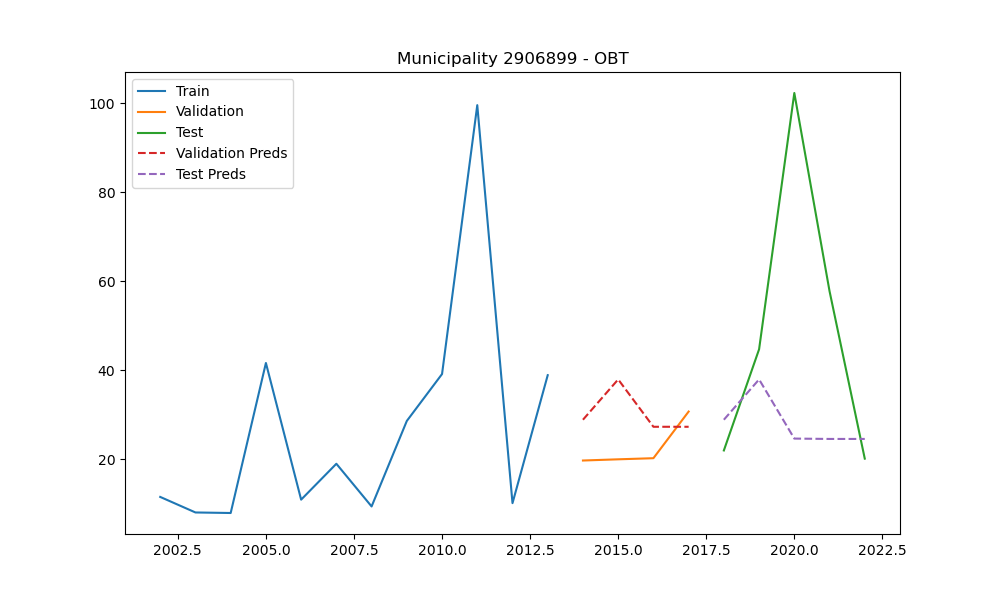 Municipality 2906899 - OBT
Train
Validation
Test
Validation Preds
Test Preds
100
80
60
40
20
2002.5 2005.0 2007.5 2010.0 2012.5 2015.0 2017.5 2020.0 2022.5